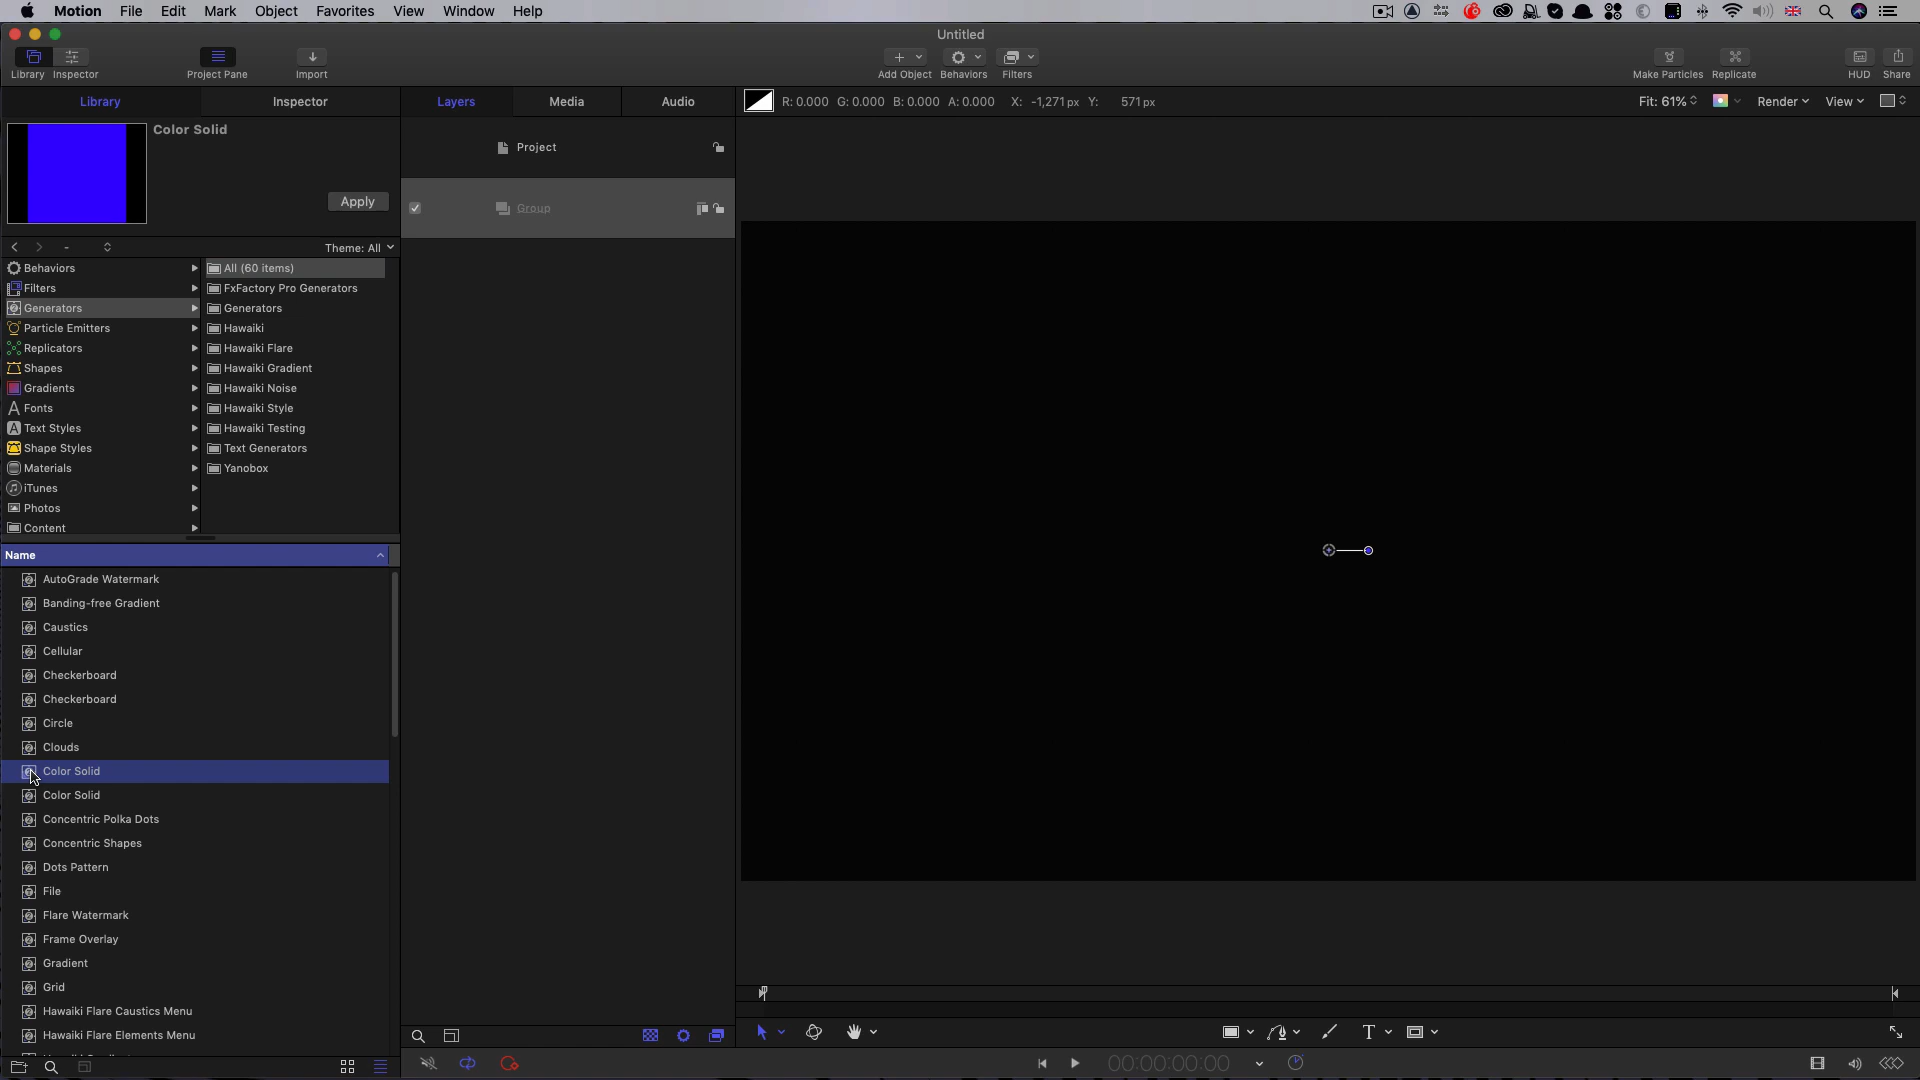 Motion File Edit Mark Object Favorites View Window Help
Untitled
Library Inspector Project Pane Import Add Object Behaviors Filters Make Particles Replicate HUD Share
Library Inspector Layers Media Audio R: 0.000 G: 0.000 B: 0.000 A: 0.000 X: -1,271 px Y: 571 px Fit: 61% Render View
Color Solid
Project
Apply
Group
- Theme: All
Behaviors All (60 items)
Filters FxFactory Pro Generators
Generators Generators
Particle Emitters Hawaiki
Replicators Hawaiki Flare
Shapes Hawaiki Gradient
Gradients Hawaiki Noise
Fonts Hawaiki Style
Text Styles Hawaiki Testing
Shape Styles Text Generators
Materials Yanobox
iTunes
Photos
Content
Name
AutoGrade Watermark
Banding-free Gradient
Caustics
Cellular
Checkerboard
Checkerboard
Circle
Clouds
Color Solid
Color Solid
Concentric Polka Dots
Concentric Shapes
Dots Pattern
File
Flare Watermark
Frame Overlay
Gradient
Grid
Hawaiki Flare Caustics Menu
Hawaiki Flare Elements Menu
00:00:00:00